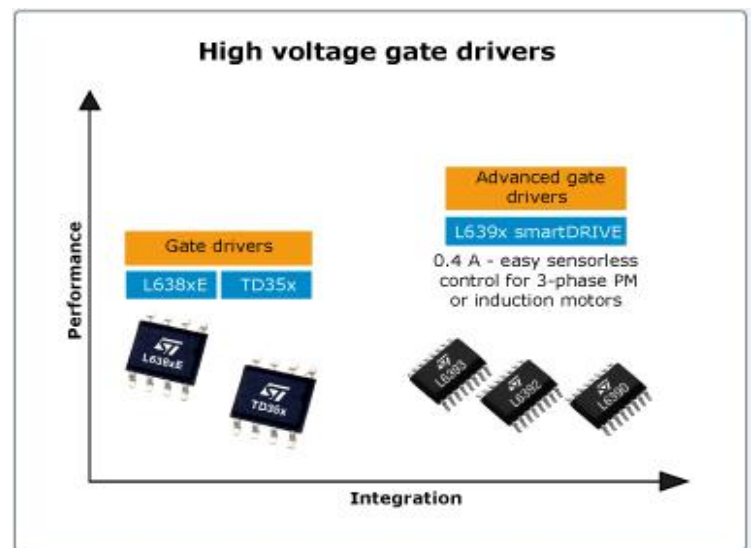 High voltage gate drivers
Performance
Gate drivers
L638xE
TD35x
L638xE
TD36x
Advanced gate
drivers
L639x smartDRIVE
0.4 A - easy sensorless
control for 3-phase PM
or induction motors
L6393
L6392
L6390
Integration